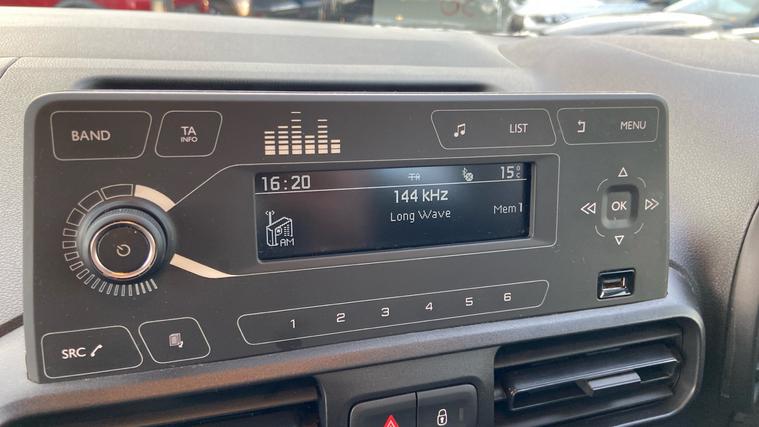 BAND
TA
INFO
LIST
MENU
16:20
TA
15°C
144 kHz
Long Wave
Mem 1
AM
OK
1 2 3 4 5 6
SRC